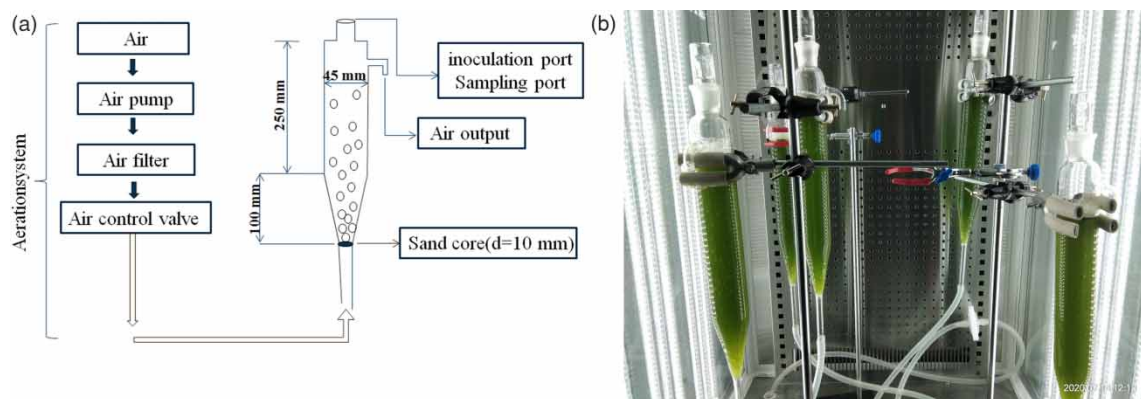 (a)
Air
Air pump
Air filter
Air control valve
Aerationsystem
250 mm
45 mm
100 mm
inoculation port
Sampling port
Air output
Sand core(d=10 mm)
(b)